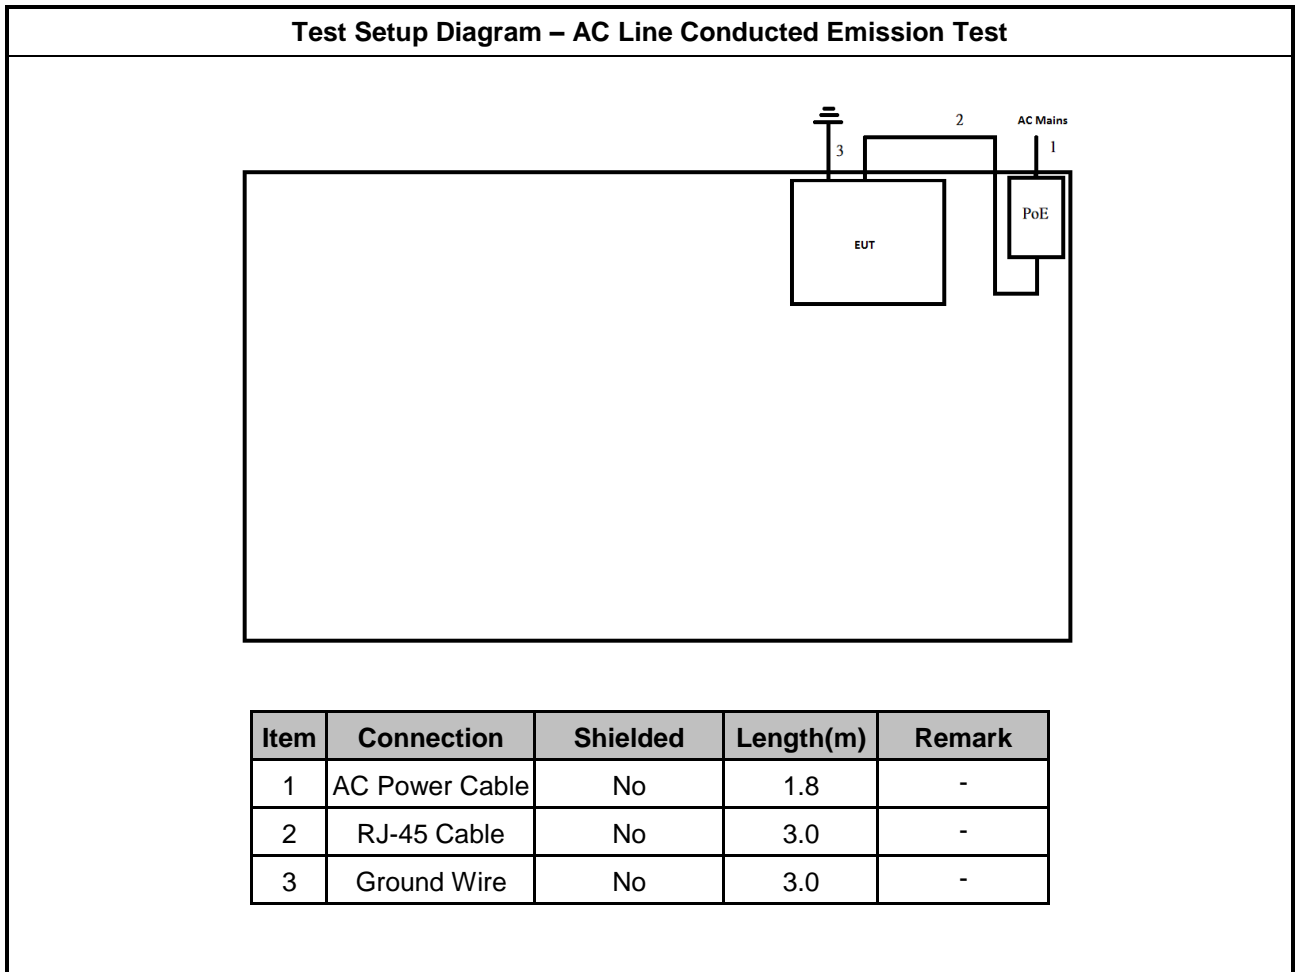 Test Setup Diagram – AC Line Conducted Emission Test
2 AC Mains
3 1
PoE
EUT
Item Connection Shielded Length(m) Remark
1 AC Power Cable No 1.8 -
2 RJ-45 Cable No 3.0 -
3 Ground Wire No 3.0 -